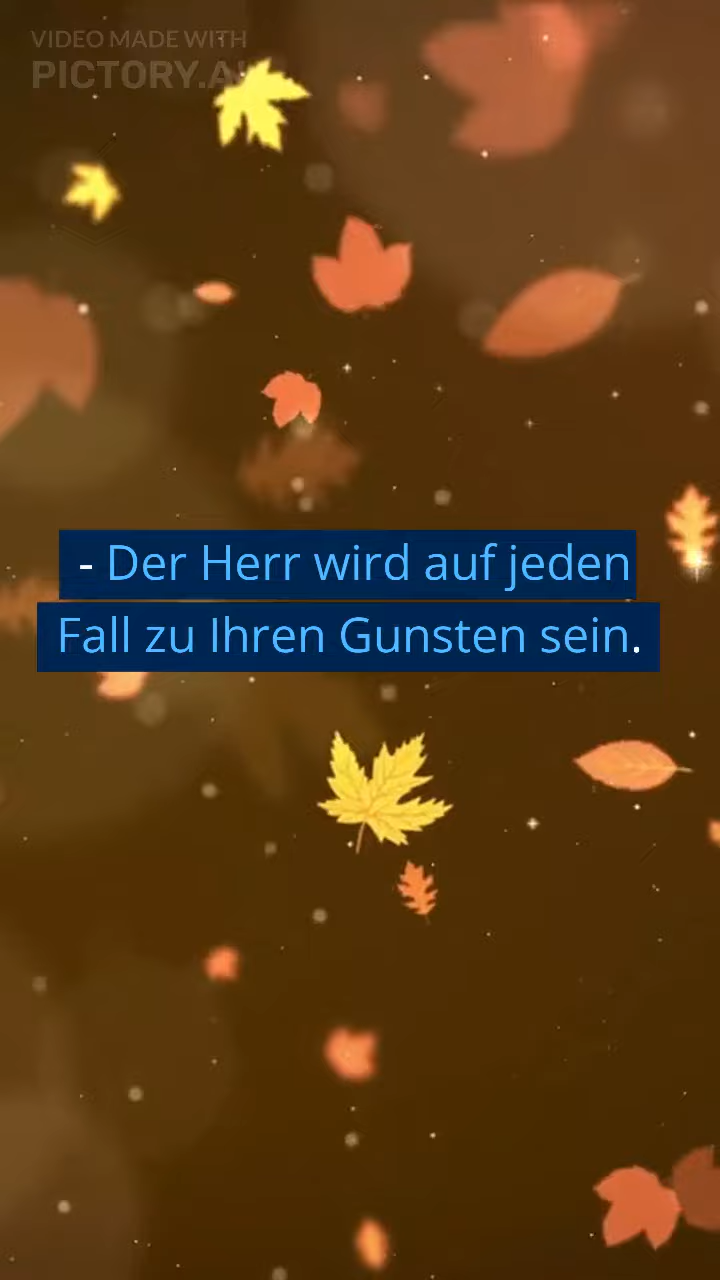 VIDEO MADE WITH
PICTORY.AI
- Der Herr wird auf jeden
Fall zu Ihren Gunsten sein.